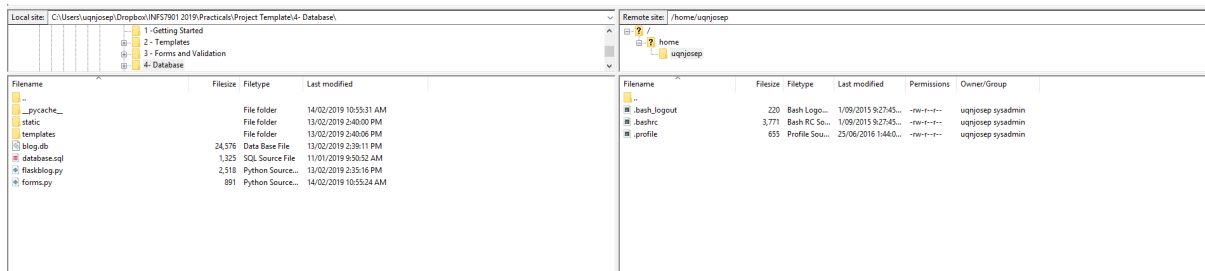 Local site: C:\Users\uqnjosep\Dropbox\INFS7901 2019\Practicals\Project Template\4- Database\
1 -Getting Started
2 - Templates
3 - Forms and Validation
4- Database
Filename Filesize Filetype Last modified
..
__pycache__ File folder 14/02/2019 10:55:31 AM
static File folder 13/02/2019 2:40:00 PM
templates File folder 13/02/2019 2:40:06 PM
blog.db 24,576 Data Base File 13/02/2019 2:39:11 PM
database.sql 1,325 SQL Source File 11/01/2019 9:50:52 AM
flaskblog.py 2,518 Python Source... 13/02/2019 2:35:16 PM
forms.py 891 Python Source... 14/02/2019 10:55:24 AM
Remote site: /home/uqnjosep
/
home
uqnjosep
Filename Filesize Filetype Last modified Permissions Owner/Group
..
.bash_logout 220 Bash Logo... 1/09/2015 9:27:45... -rw-r--r-- uqnjosep sysadmin
.bashrc 3,771 Bash RC So... 1/09/2015 9:27:45... -rw-r--r-- uqnjosep sysadmin
.profile 655 Profile Sou... 25/06/2016 1:44:0... -rw-r--r-- uqnjosep sysadmin